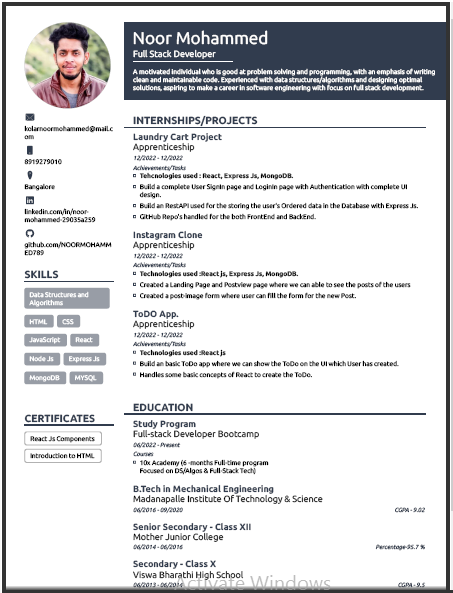 Noor Mohammed
Full Stack Developer
A motivated individual who is good at problem solving and programming, with an emphasis of writing
clean and maintainable code. Experienced with data structures/algorithms and designing optimal
solutions, aspiring to make a career in software engineering with focus on full stack development.
kolarnoormohammed@mail.c
om
8919279010
Bangalore
linkedin.com/in/noor-
mohammed-29035a259
github.com/NOORMOHAMM
ED789
SKILLS
Data Structures and
Algorithms
HTML CSS
JavaScript React
Node Js Express Js
MongoDB MYSQL
CERTIFICATES
React Js Components
Introduction to HTML
INTERNSHIPS/PROJECTS
Laundry Cart Project
Apprenticeship
12/2022 - 12/2022
Achievements/Tasks
Tehcnologies used : React, Express Js, MongoDB.
Build a complete User SignIn page and LoginIn page with Authentication with complete UI
design.
Build an RestAPI used for the storing the user's Ordered data in the Database with Express Js.
GitHub Repo's handled for the both FrontEnd and BackEnd.
Instagram Clone
Apprenticeship
12/2022 - 12/2022
Achievements/Tasks
Technologies used :React js, Express Js, MongoDB.
Created a Landing Page and Postview page where we can able to see the posts of the users
Created a post-image form where user can fill the form for the new Post.
ToDO App.
Apprenticeship
12/2022 - 12/2022
Achievements/Tasks
Technologies used :React js
Build an basic ToDo app where we can show the ToDo on the UI which User has created.
Handles some basic concepts of React to create the ToDo.
EDUCATION
Study Program
Full-stack Developer Bootcamp
06/2022 - Present
Courses
10x Academy (6 -months Full-time program
Focused on DS/Algos & Full-Stack Tech)
B.Tech in Mechanical Engineering
Madanapalle Institute Of Technology & Science
06/2016 - 09/2020 CGPA - 9.02
Senior Secondary - Class XII
Mother Junior College
06/2014 - 06/2016 Percentage-95.7 %
Secondary - Class X
Viswa Bharathi High School
06/2013 - 06/2014 CGPA - 9.5
Activate Windows